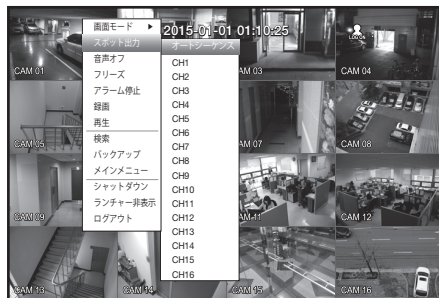 画面モード ▶
スポット出力
音声オフ
フリーズ
アラーム停止
録画
再生
検索
バックアップ
メインメニュー
シャットダウン
ランチャー非表示
ログアウト
2015-01-01 01:10:25
オートシーケンス
CH1
CH2
CH3
CH4
CH5
CH6
CH7
CH8
CH9
CH10
CH11
CH12
CH13
CH14
CH15
CH16
LOG ON
CAM 01
AM 03
CAM 04
CAM 05
AM 07
CAM 08
CAM 09
CAM 11
CAM 12
CAM 13
CAM 14
CAM 15
CAM 16